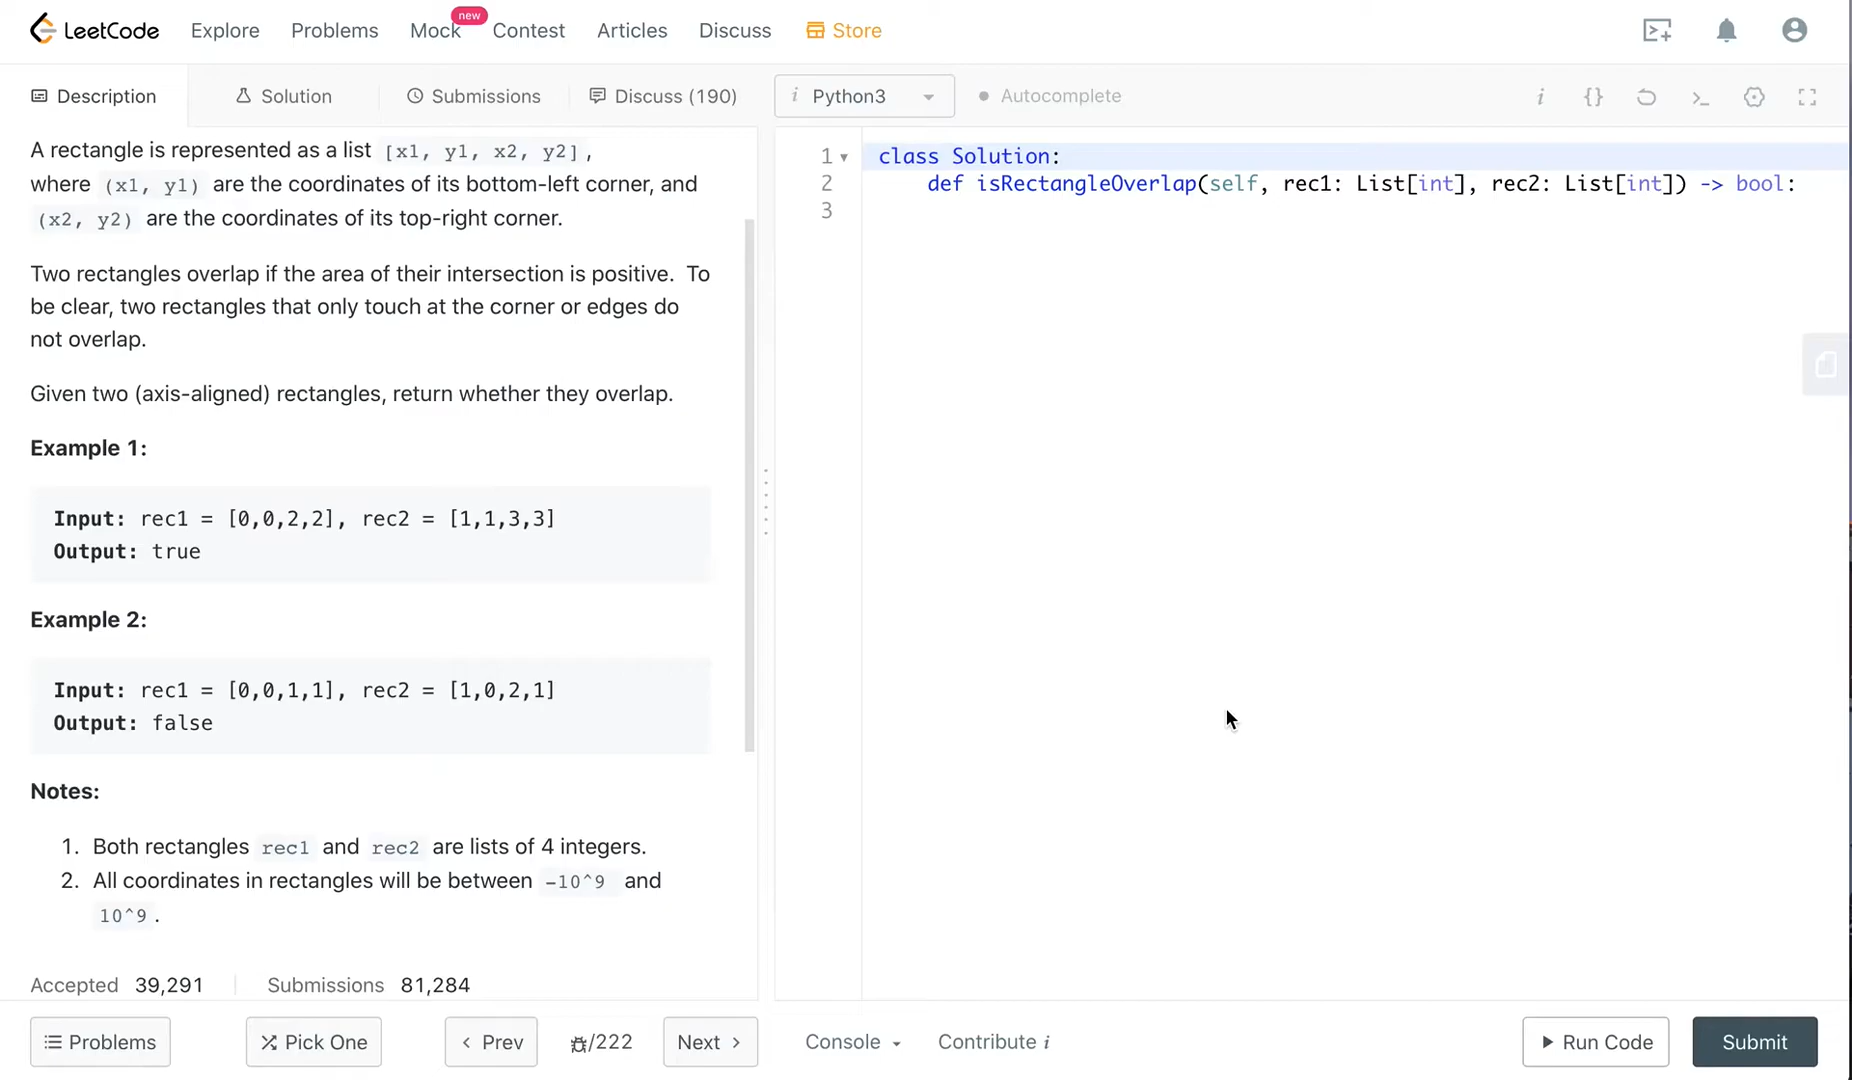 LeetCode Explore Problems Mock new Contest Articles Discuss Store
Description Solution Submissions Discuss (190) i Python3 Autocomplete i {}
A rectangle is represented as a list [x1, y1, x2, y2],
where (x1, y1) are the coordinates of its bottom-left corner, and
(x2, y2) are the coordinates of its top-right corner.
Two rectangles overlap if the area of their intersection is positive. To
be clear, two rectangles that only touch at the corner or edges do
not overlap.
Given two (axis-aligned) rectangles, return whether they overlap.
Example 1:
Input: rec1 = [0,0,2,2], rec2 = [1,1,3,3]
Output: true
Example 2:
Input: rec1 = [0,0,1,1], rec2 = [1,0,2,1]
Output: false
Notes:
1. Both rectangles rec1 and rec2 are lists of 4 integers.
2. All coordinates in rectangles will be between -10^9 and
10^9.
Accepted 39,291 Submissions 81,284
1 class Solution:
2 def isRectangleOverlap(self, rec1: List[int], rec2: List[int]) -> bool:
3
Problems Pick One < Prev /222 Next > Console Contribute i Run Code Submit